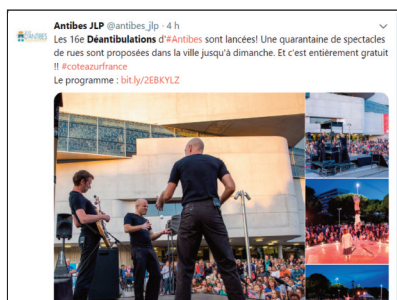 Antibes JLP @antibes_jlp · 4 h
Les 16e Déantibulations d'#Antibes sont lancées! Une quarantaine de spectacles
de rues sont proposées dans la ville jusqu'à dimanche. Et c'est entièrement gratuit
!! #coteazurfrance
Le programme : bit.ly/2EBKYLZ